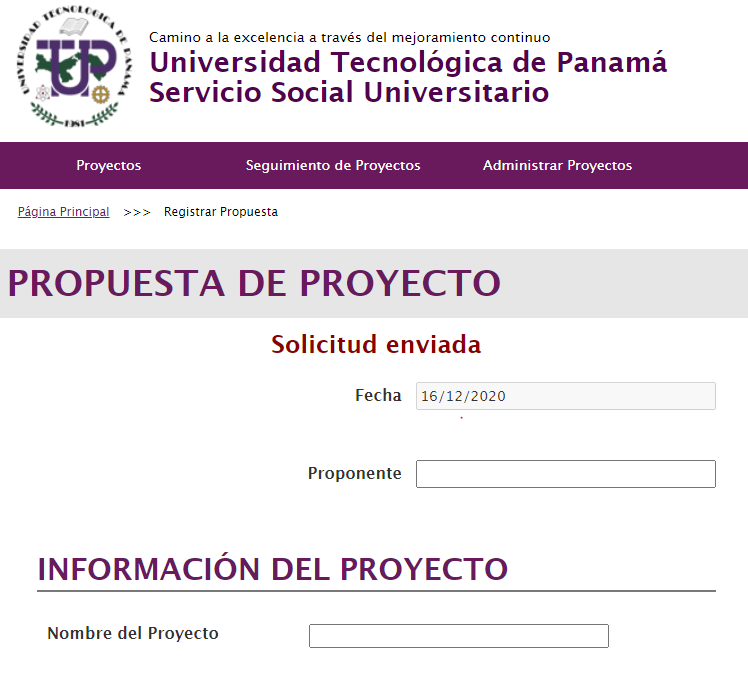 UNIVERSIDAD TECNOLÓGICA DE PANAMÁ
UTP
1981
Camino a la excelencia a través del mejoramiento continuo
Universidad Tecnológica de Panamá
Servicio Social Universitario
Proyectos Seguimiento de Proyectos Administrar Proyectos
Página Principal >>> Registrar Propuesta
PROPUESTA DE PROYECTO
Solicitud enviada
Fecha 16/12/2020
Proponente
INFORMACIÓN DEL PROYECTO
Nombre del Proyecto